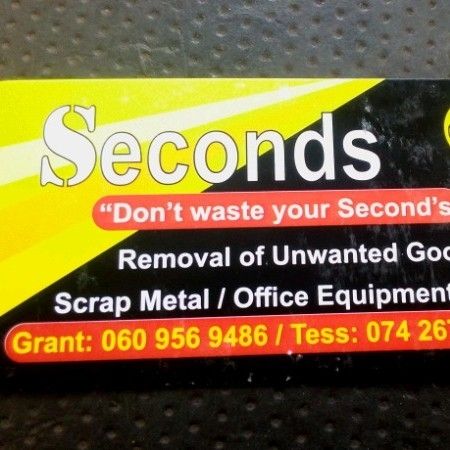 Seconds
"Don't waste your Second's
Removal of Unwanted Goo
Scrap Metal / Office Equipment
Grant: 060 956 9486 / Tess: 074 267